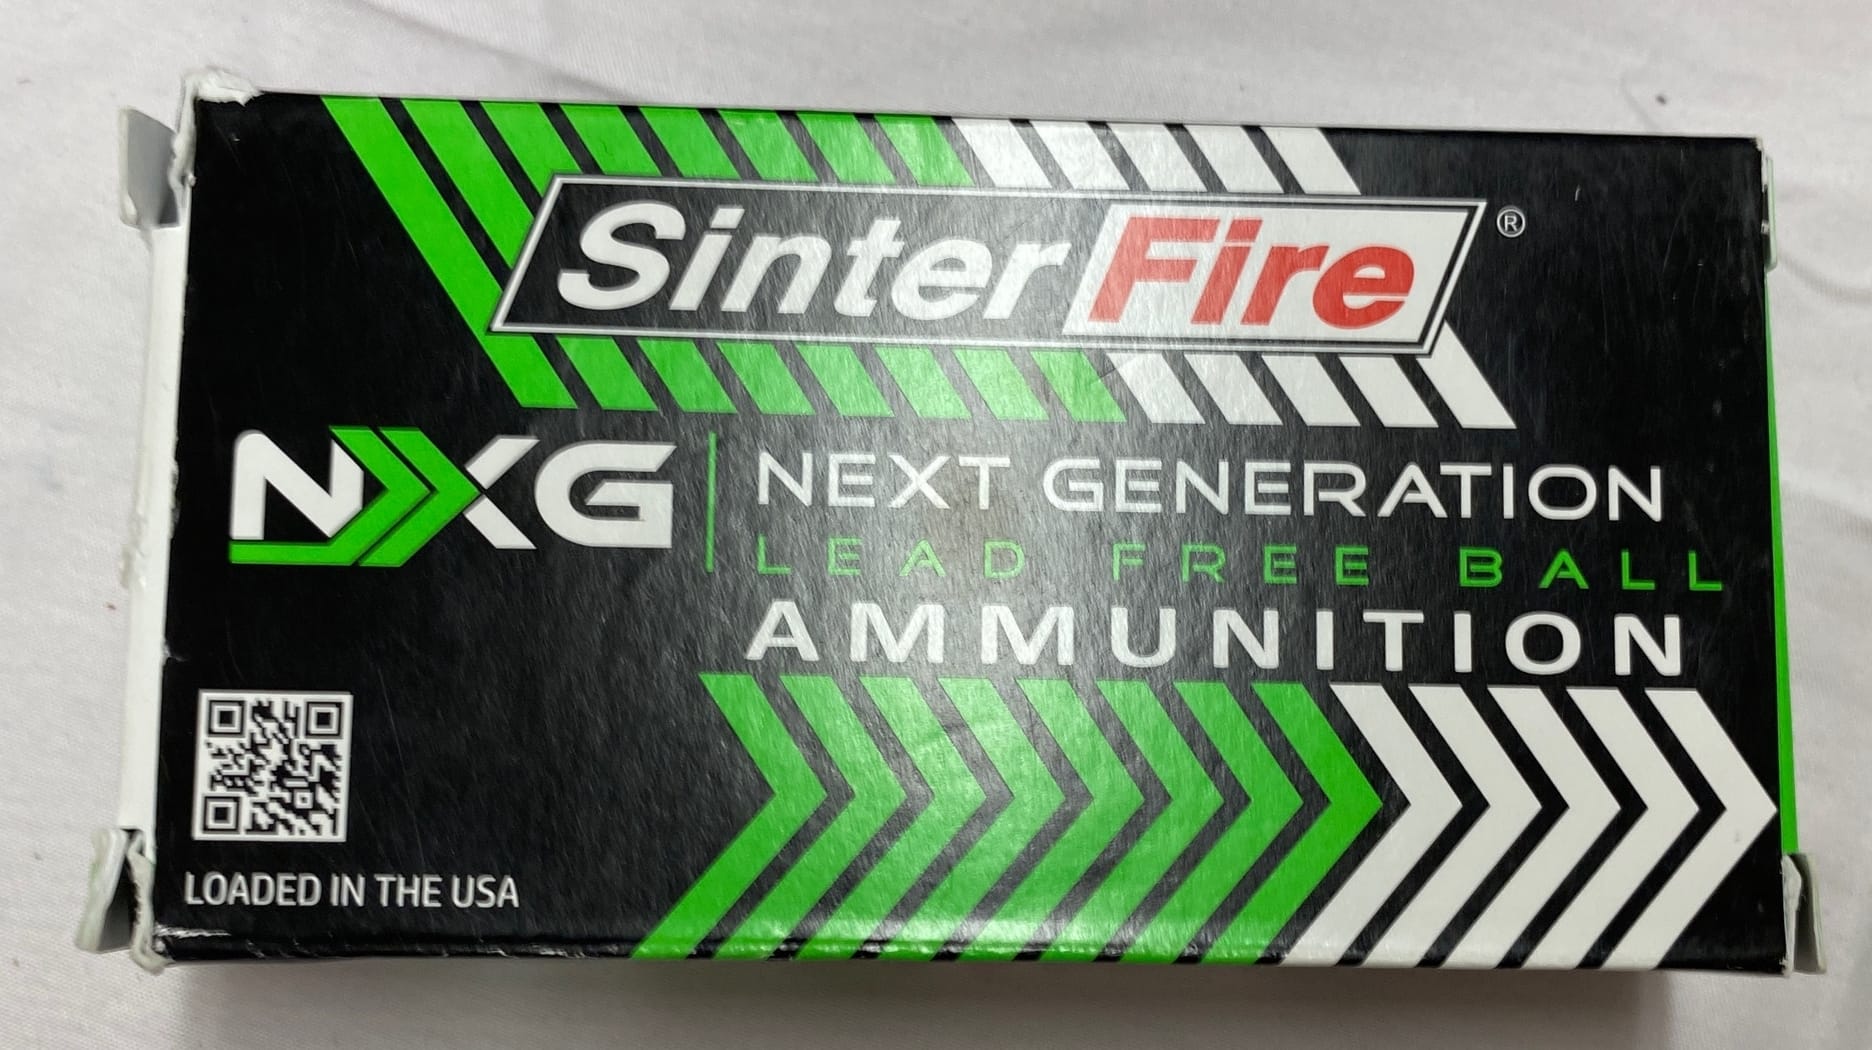 SinterFire®
NXG
NEXT GENERATION
LEAD FREE BALL
AMMUNITION
LOADED IN THE USA